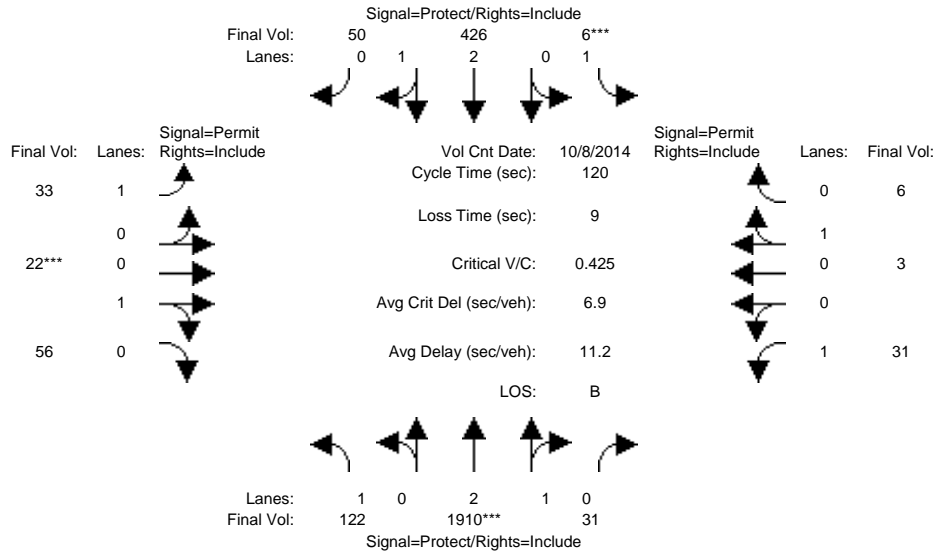 Signal=Protect/Rights=Include
Final Vol: 50 426 6***
Lanes: 0 1 2 0 1
Signal=Permit Signal=Permit
Final Vol: Lanes: Rights=Include Vol Cnt Date: 10/8/2014 Rights=Include Lanes: Final Vol:
Cycle Time (sec): 120
33 1 0 6
Loss Time (sec): 9
0 1
22*** 0 Critical V/C: 0.425 0 3
1 Avg Crit Del (sec/veh): 6.9 0
56 0 Avg Delay (sec/veh): 11.2 1 31
LOS: B
Lanes: 1 0 2 1 0
Final Vol: 122 1910*** 31
Signal=Protect/Rights=Include